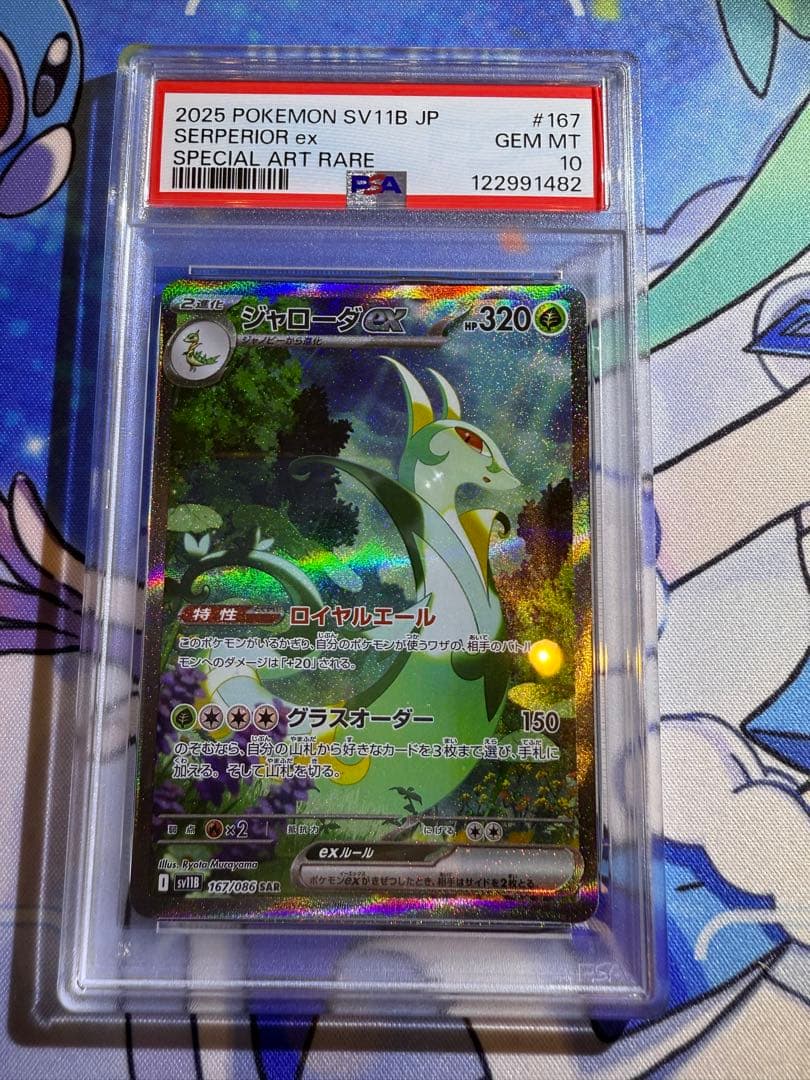 2025 POKEMON SV11B JP #167
SERPERIOR ex GEM MT
SPECIAL ART RARE 10
PSA 122991482
2進化 ジャローダex HP320
ジャノビーから進化
特性 ロイヤルエール
このポケモンがいるかぎり、自分のポケモンが使うワザの、相手のバトル
モンへのダメージは「+20」される。
グラスオーダー 150
のぞむなら、自分の山札から好きなカードを3枚まで選び、手札に
加える。そして山札を切る。
弱点 ×2 抵抗力 にげる
exルール
ポケモンexがきぜつしたとき、相手はサイドを2枚とる。
Illus. Ryota Murayama
I sv11B 167/086 SAR